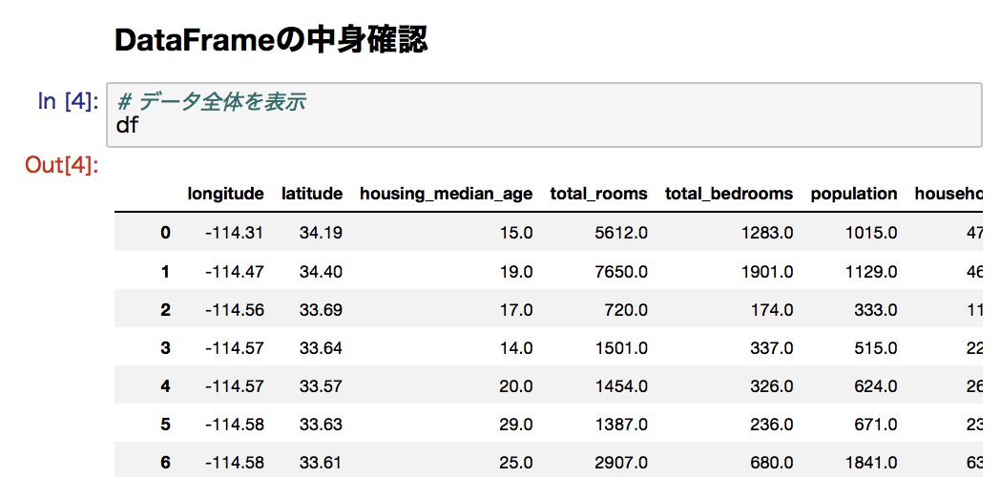 DataFrameの中身確認
In [4]: # データ全体を表示
df
Out[4]:
longitude latitude housing_median_age total_rooms total_bedrooms population
0 -114.31 34.19 15.0 5612.0 1283.0 1015.0 47
1 -114.47 34.40 19.0 7650.0 1901.0 1129.0 46
2 -114.56 33.69 17.0 720.0 174.0 333.0 11
3 -114.57 33.64 14.0 1501.0 337.0 515.0 22
4 -114.57 33.57 20.0 1454.0 326.0 624.0 26
5 -114.58 33.63 29.0 1387.0 236.0 671.0 23
6 -114.58 33.61 25.0 2907.0 680.0 1841.0 63